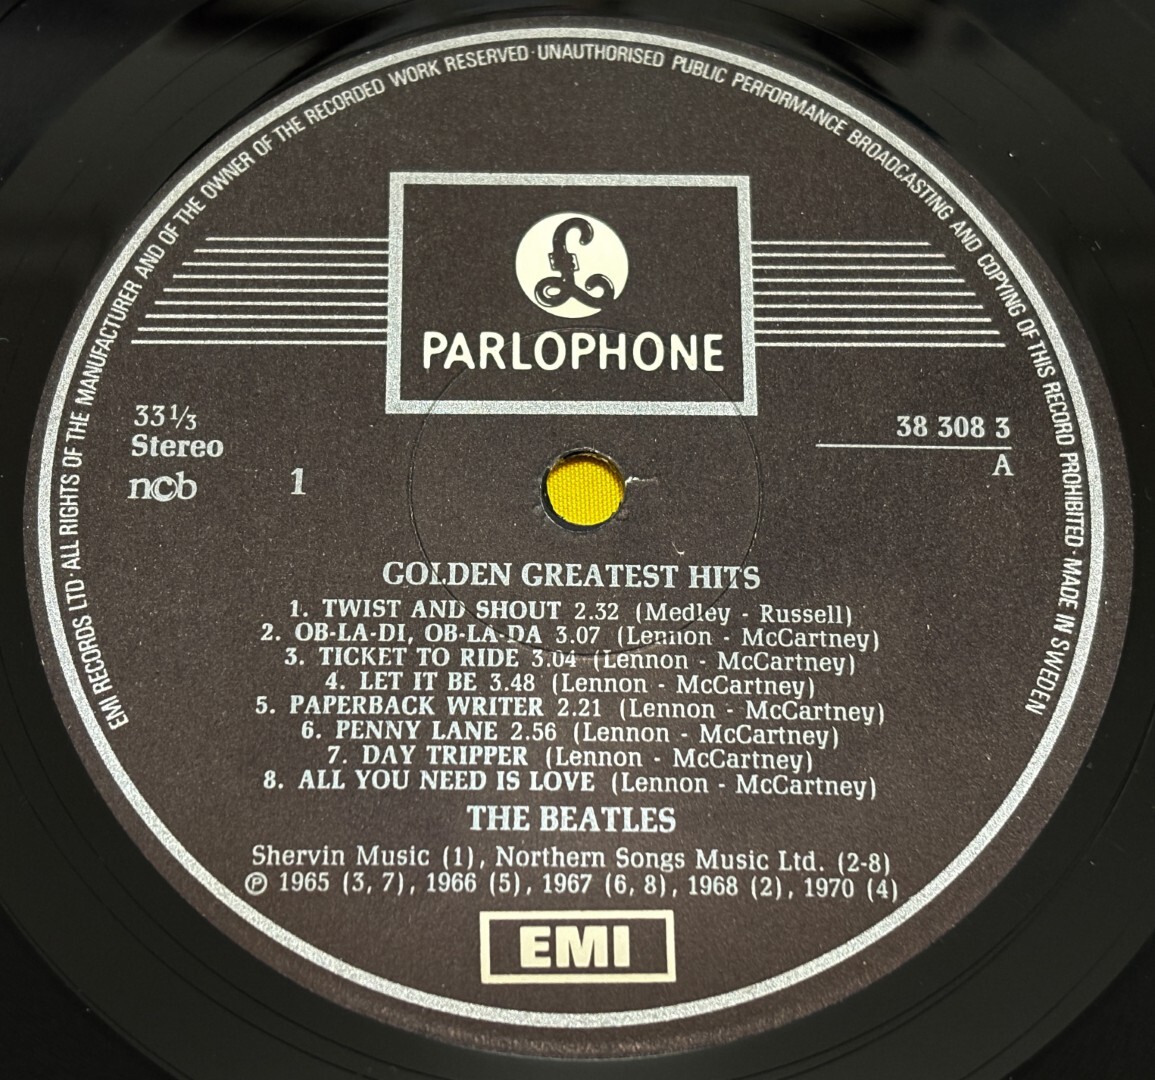 EMI RECORDS LTD · ALL RIGHTS OF THE MANUFACTURER AND OF THE OWNER OF THE RECORDED WORK RESERVED · UNAUTHORISED PUBLIC PERFORMANCE BROADCASTING AND COPYING OF THIS RECORD PROHIBITED · MADE IN SWEDEN
£
PARLOPHONE
33⅓
Stereo
ncb
1
38 308 3
A
GOLDEN GREATEST HITS
1. TWIST AND SHOUT 2.32 (Medley - Russell)
2. OB-LA-DI, OB-LA-DA 3.07 (Lennon - McCartney)
3. TICKET TO RIDE 3.04 (Lennon - McCartney)
4. LET IT BE 3.48 (Lennon - McCartney)
5. PAPERBACK WRITER 2.21 (Lennon - McCartney)
6. PENNY LANE 2.56 (Lennon - McCartney)
7. DAY TRIPPER (Lennon - McCartney)
8. ALL YOU NEED IS LOVE (Lennon - McCartney)
THE BEATLES
Shervin Music (1), Northern Songs Music Ltd. (2-8)
℗ 1965 (3, 7), 1966 (5), 1967 (6, 8), 1968 (2), 1970 (4)
EMI